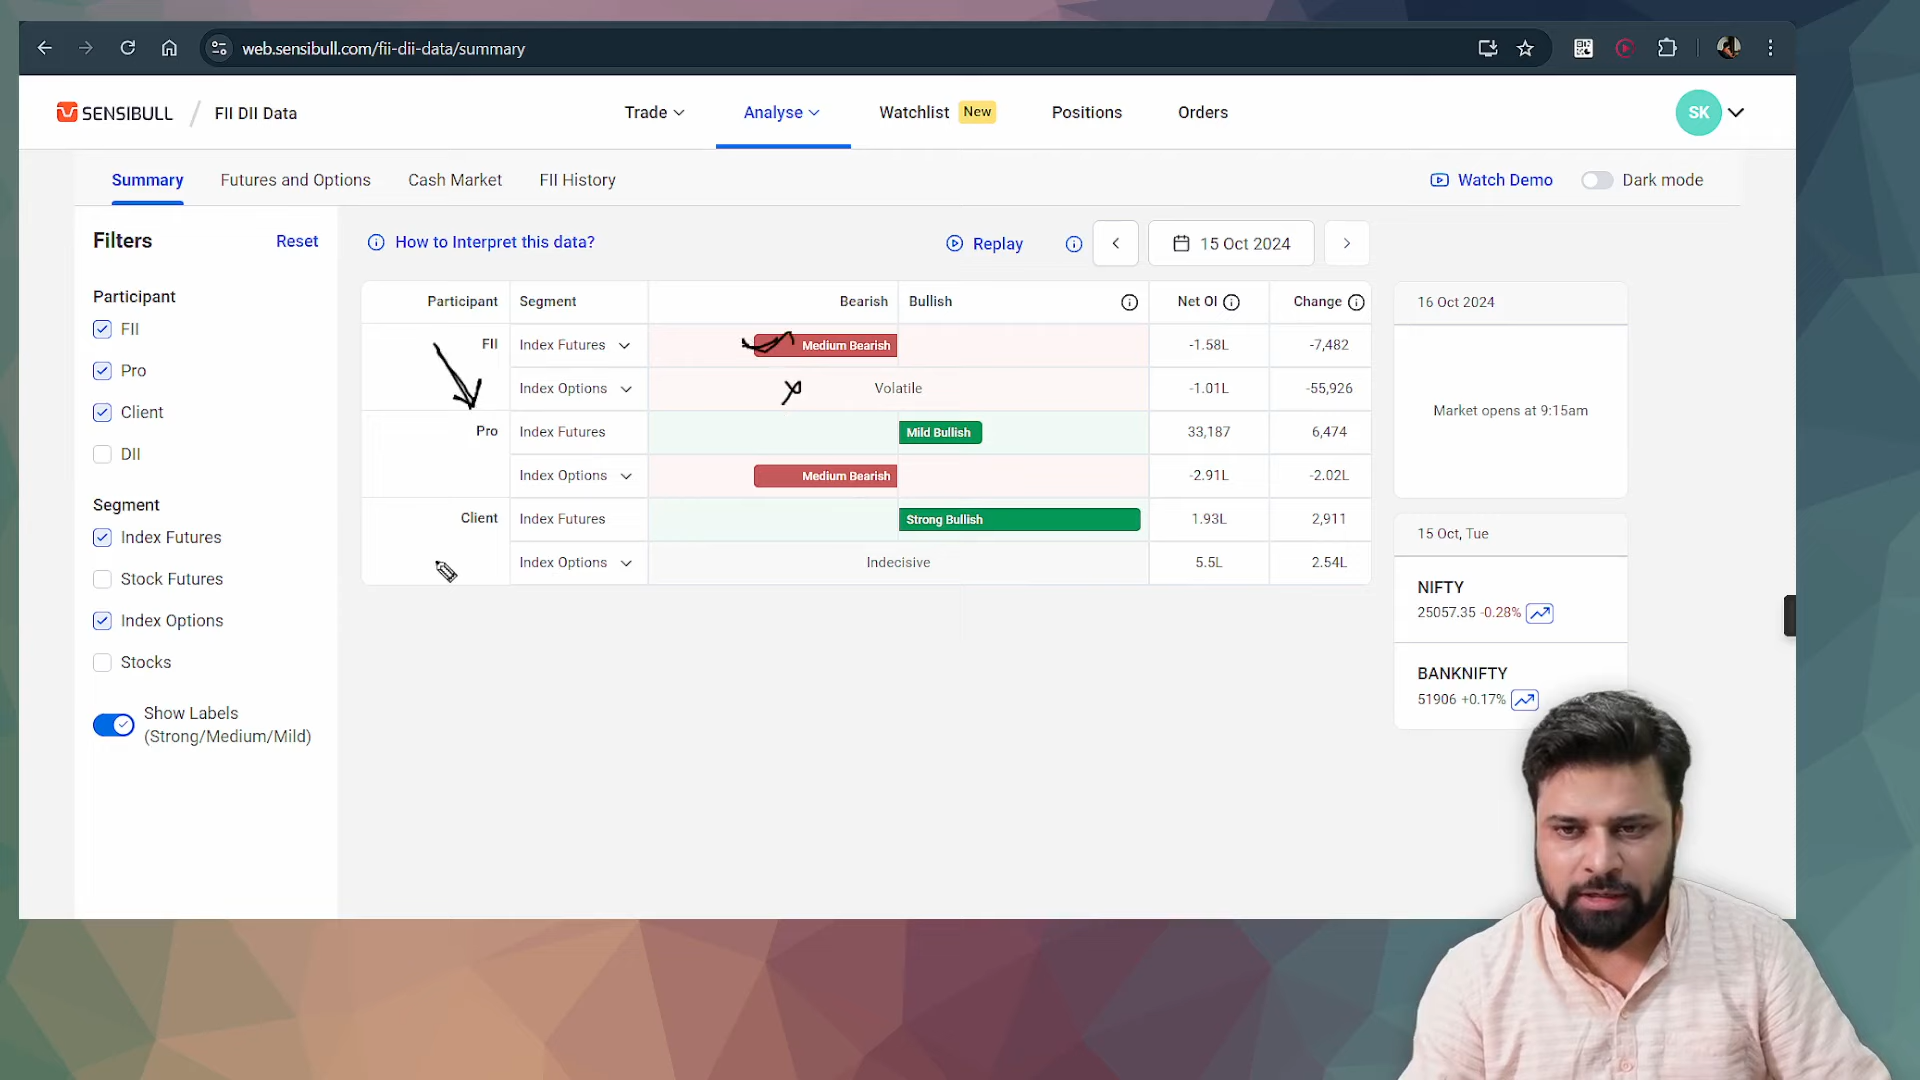 web.sensibull.com/fii-dii-data/summary
SENSIBULL / FII DII Data
Trade
Analyse
Watchlist New
Positions
Orders
SK
Summary
Futures and Options
Cash Market
FII History
Watch Demo
Dark mode
Filters
Reset
Participant
FII
Pro
Client
DII
Segment
Index Futures
Stock Futures
Index Options
Stocks
Show Labels
(Strong/Medium/Mild)
How to Interpret this data?
Replay
15 Oct 2024
Participant Segment Bearish Bullish Net OI Change
FII Index Futures Medium Bearish -1.58L -7,482
Index Options Volatile -1.01L -55,926
Pro Index Futures Mild Bullish 33,187 6,474
Index Options Medium Bearish -2.91L -2.02L
Client Index Futures Strong Bullish 1.93L 2,911
Index Options Indecisive 5.5L 2.54L
16 Oct 2024
Market opens at 9:15am
15 Oct, Tue
NIFTY
25057.35 -0.28%
BANKNIFTY
51906 +0.17%